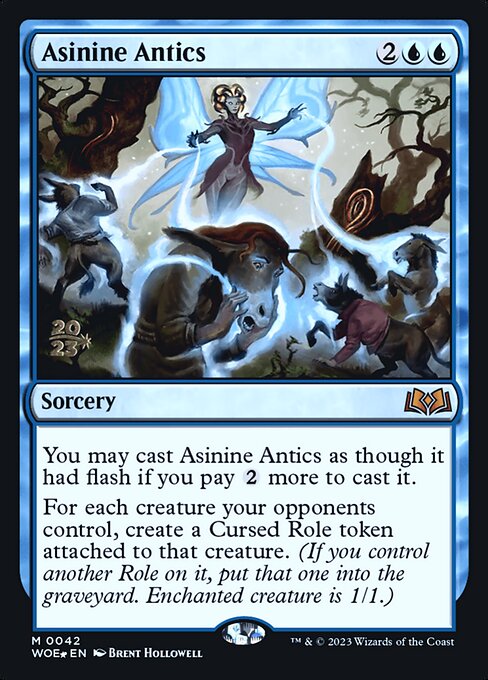 Asinine Antics 2
20
23
Sorcery
You may cast Asinine Antics as though it
had flash if you pay 2 more to cast it.
For each creature your opponents
control, create a Cursed Role token
attached to that creature. (If you control
another Role on it, put that one into the
graveyard. Enchanted creature is 1/1.)
M 0042
WOE★ EN Brent Hollowell
™ & © 2023 Wizards of the Coast